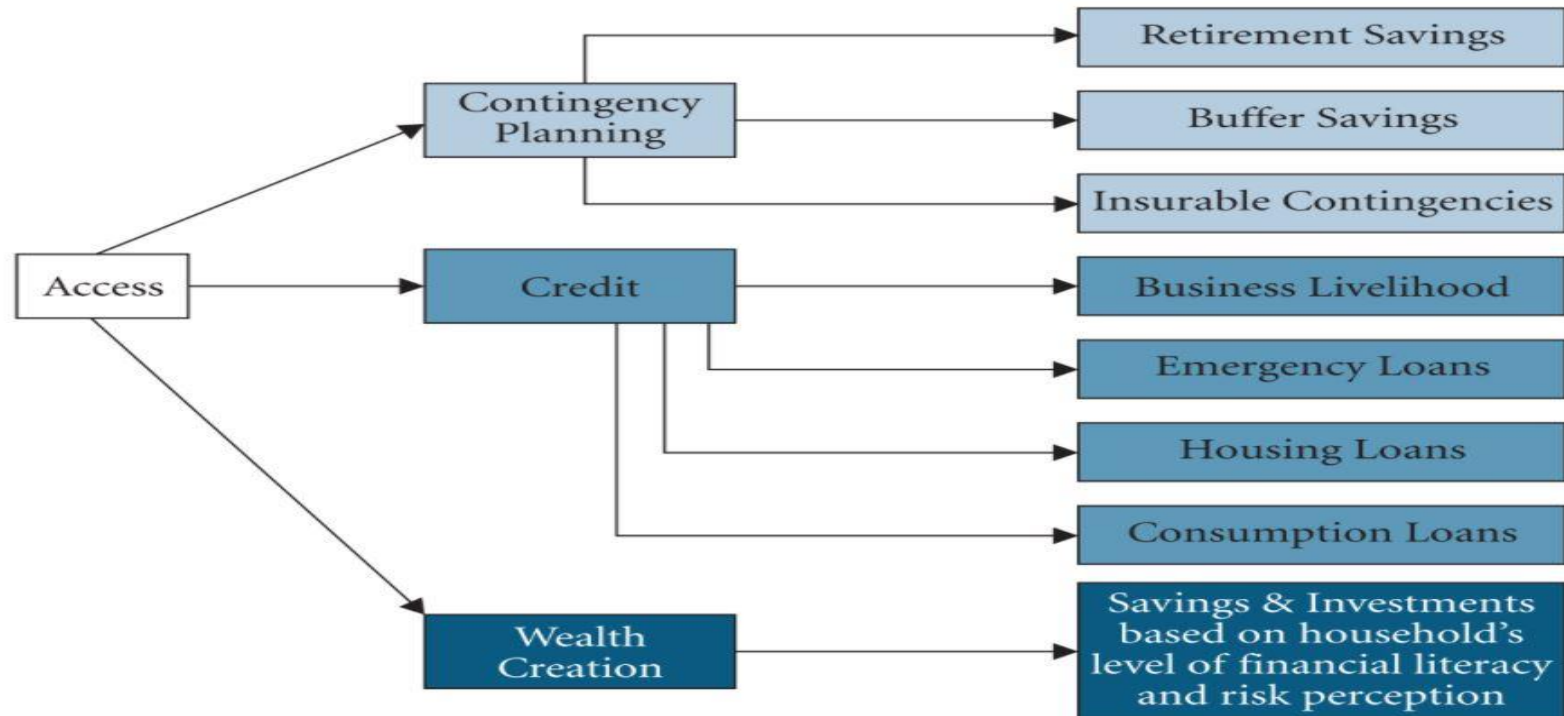 Retirement Savings
Contingency
Planning
Buffer Savings
Insurable Contingencies
Access
Credit
Business Livelihood
Emergency Loans
Housing Loans
Consumption Loans
Wealth
Creation
Savings & Investments
based on household’s
level of financial literacy
and risk perception